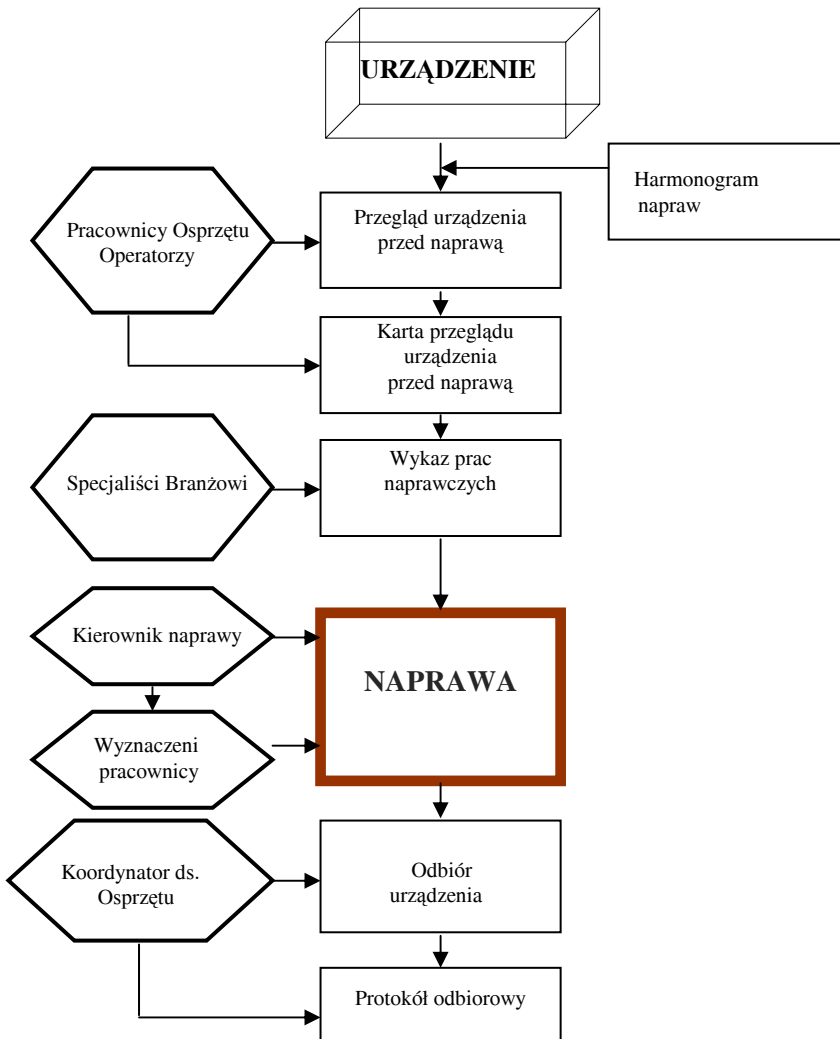 URZĄDZENIE
Harmonogram
napraw
Pracownicy Osprzętu
Operatorzy
Przegląd urządzenia
przed naprawą
Karta przeglądu
urządzenia
przed naprawą
Specjaliści Branżowi
Wykaz prac
naprawczych
Kierownik naprawy
NAPRAWA
Wyznaczeni
pracownicy
Koordynator ds.
Osprzętu
Odbiór
urządzenia
Protokół odbiorowy